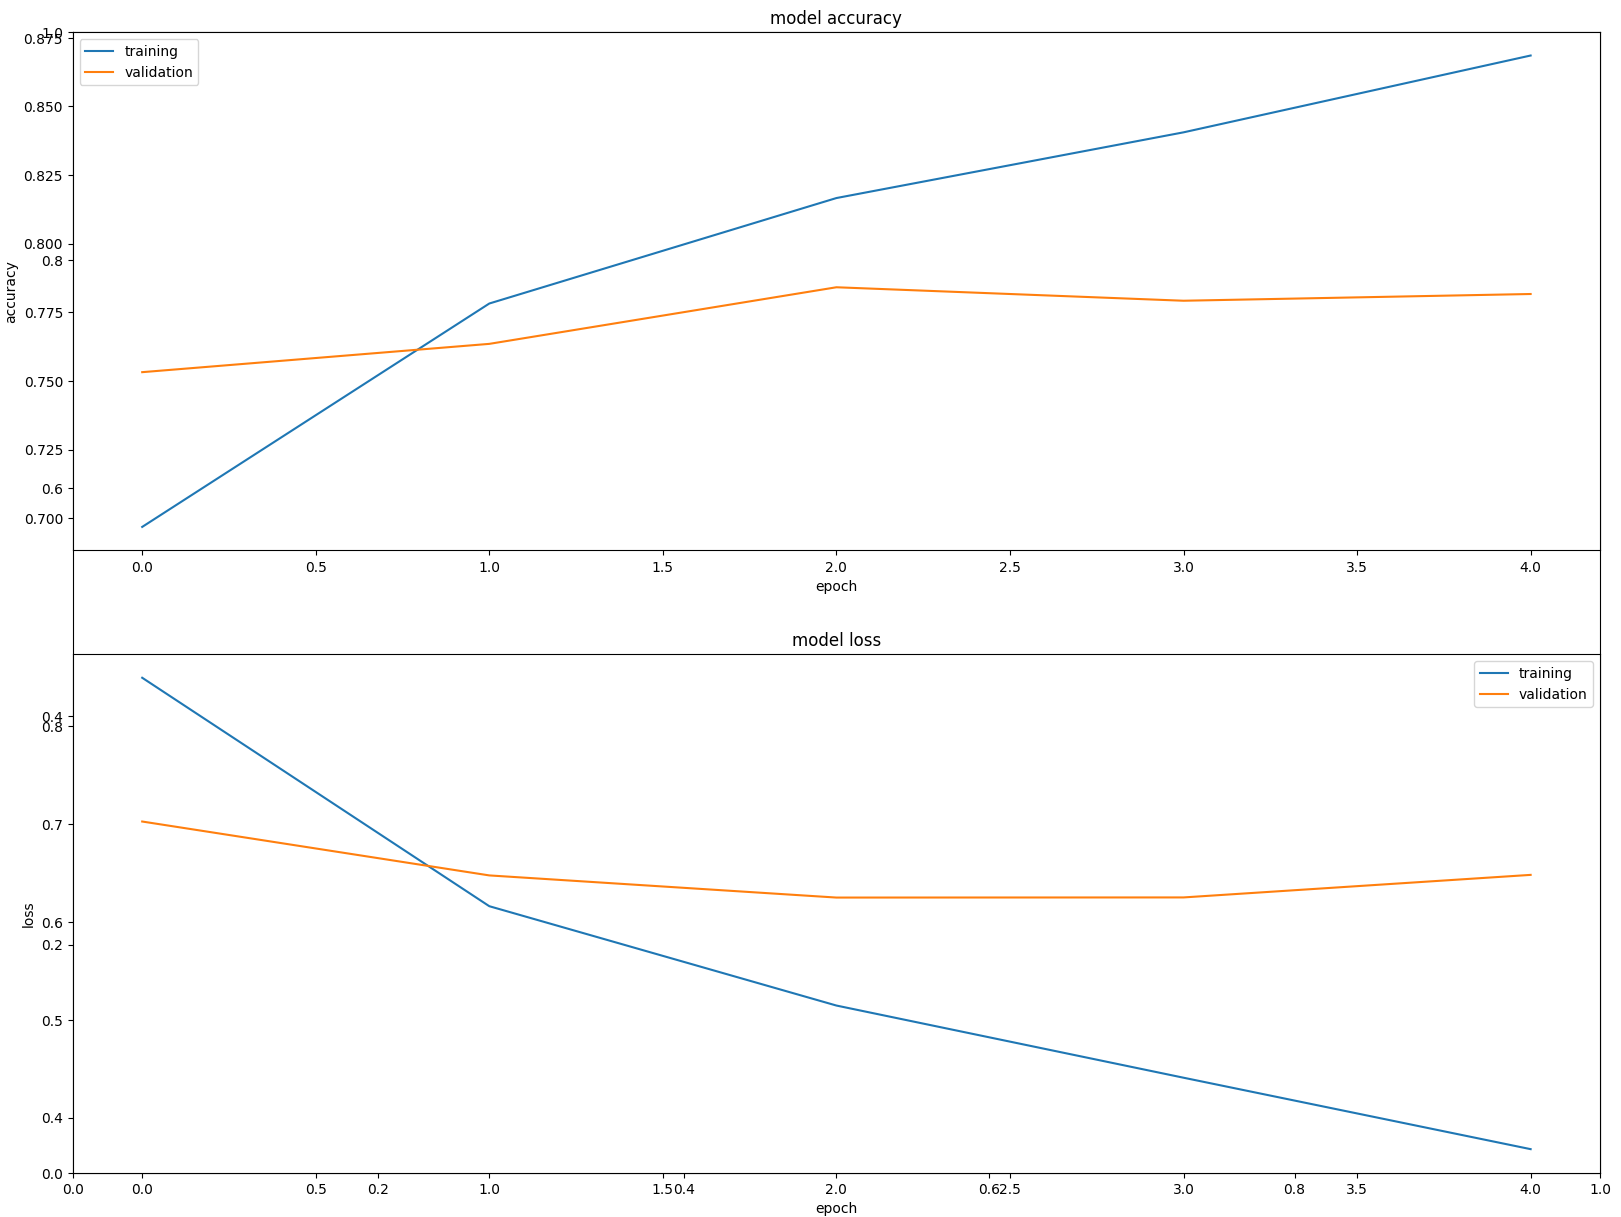 model accuracy
1.0
0.875
training
validation
0.850
0.825
0.800
0.8
accuracy
0.775
0.750
0.725
0.6
0.700
0.0 0.5 1.0 1.5 2.0 2.5 3.0 3.5 4.0
epoch
model loss
training
validation
0.4
0.8
0.7
loss
0.6
0.2
0.5
0.4
0.0
0.0 0.0 0.5 0.2 1.0 1.5 0.4 2.0 0.6 2.5 3.0 0.8 3.5 4.0 1.0
epoch